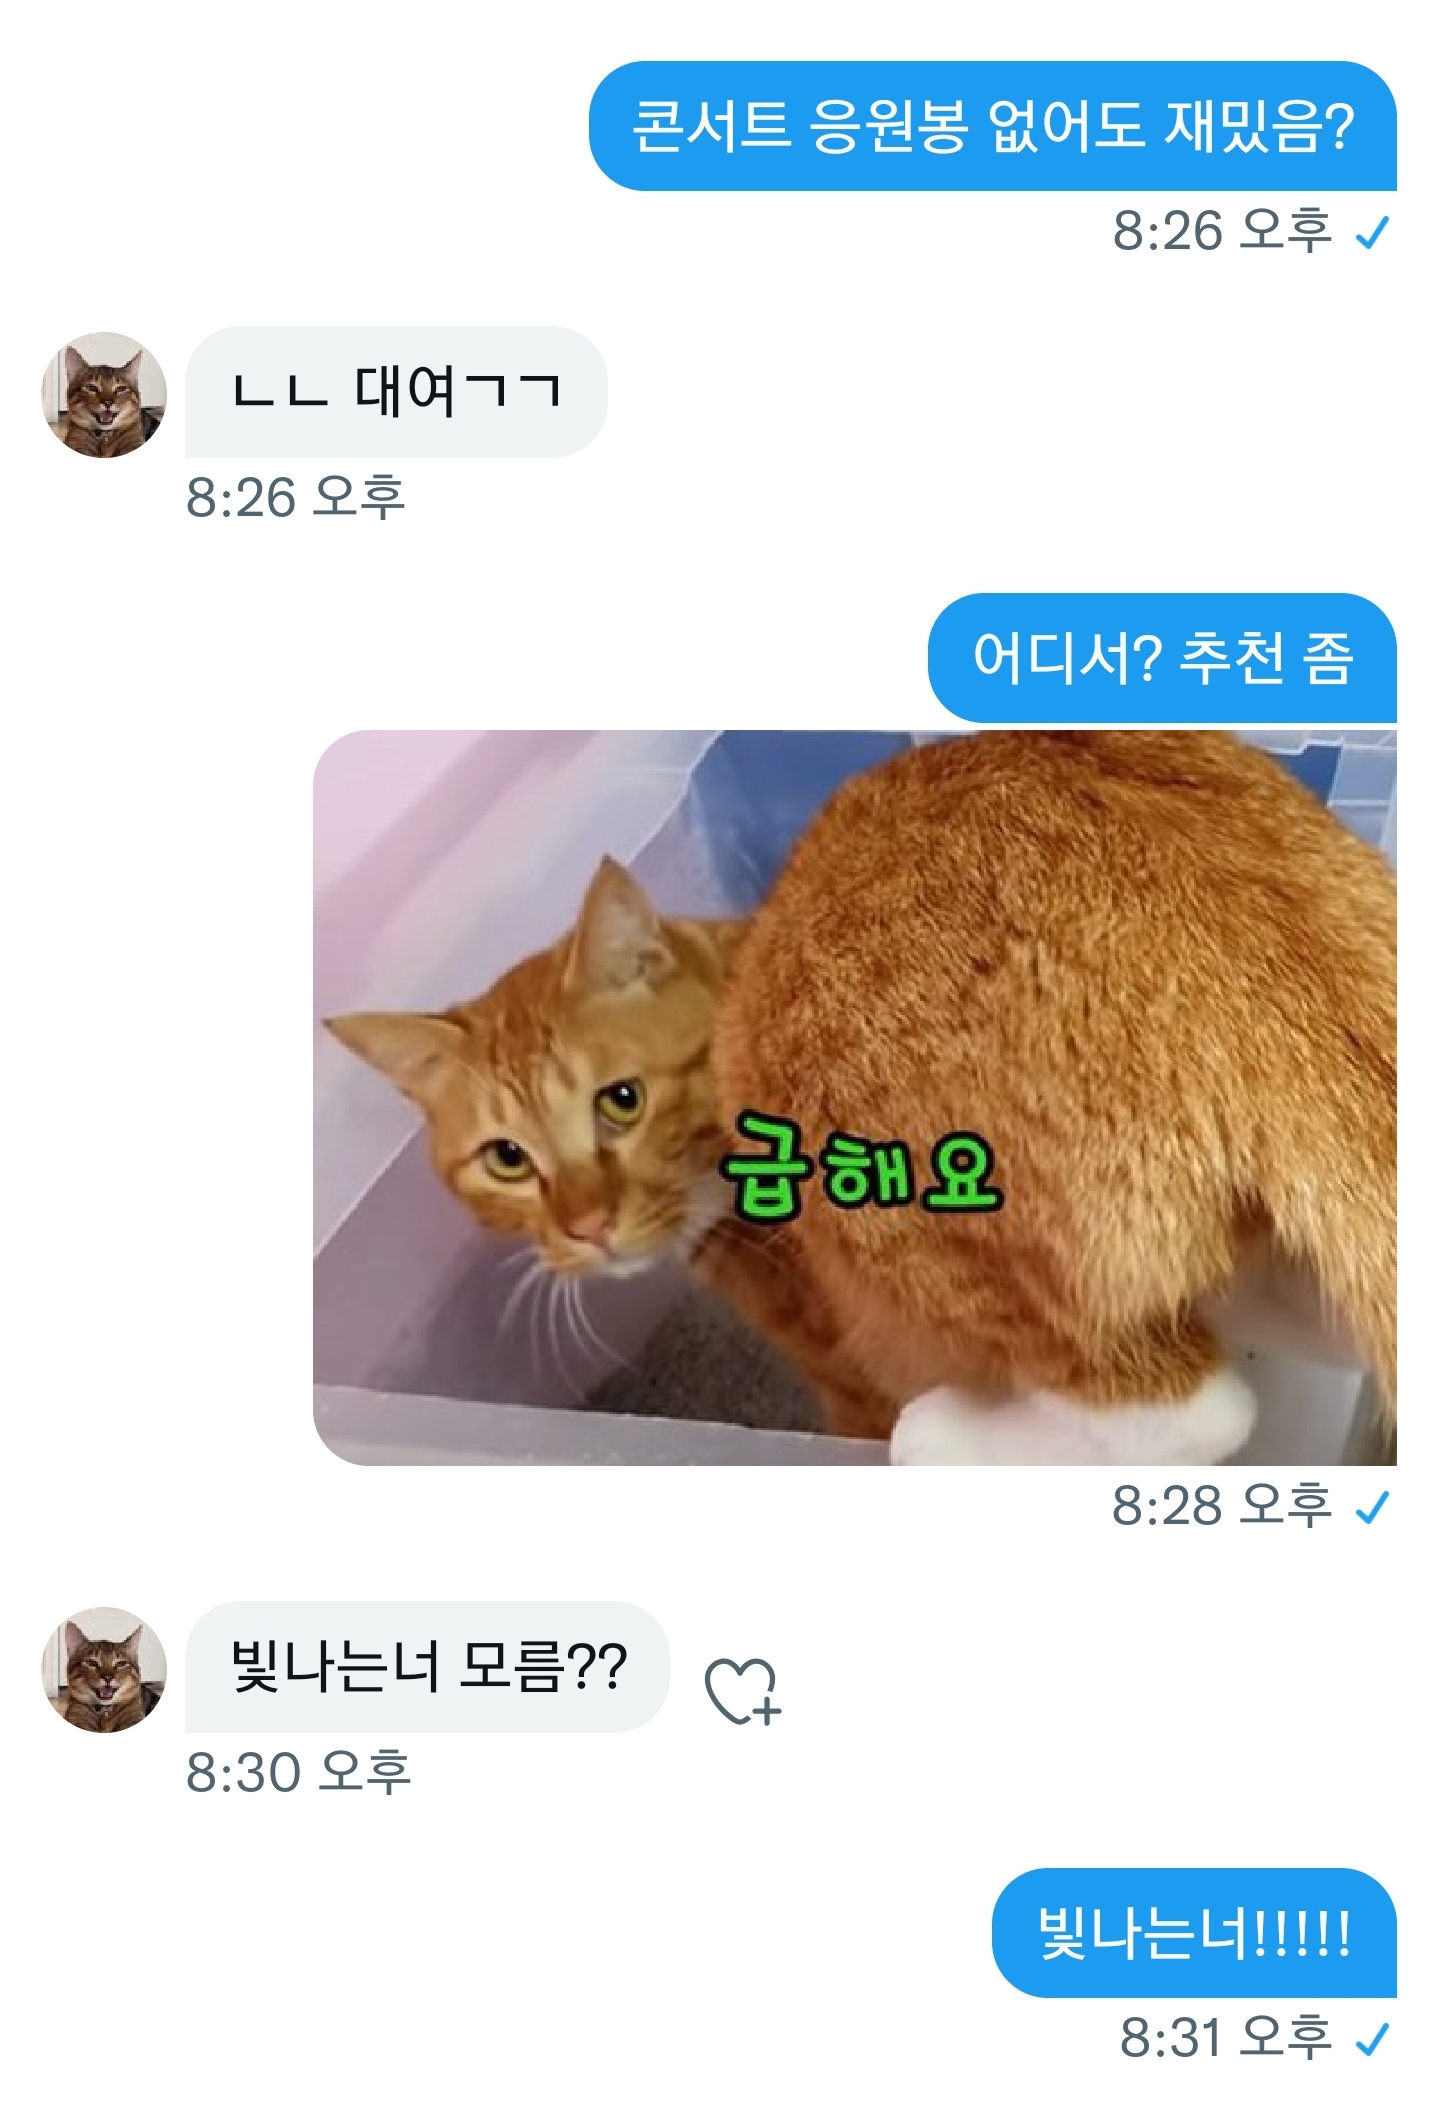 콘서트 응원봉 없어도 재밌음?
8:26 오후
ㄴㄴ 대여ㄱㄱ
8:26 오후
어디서? 추천 좀
급해요
8:28 오후
빛나는너 모름??
8:30 오후
빛나는너!!!!!
8:31 오후